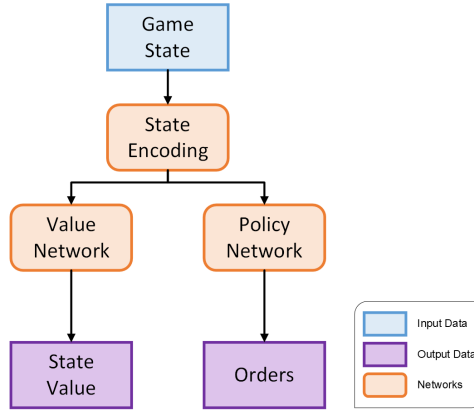 Game
State
State
Encoding
Value
Network
Policy
Network
State
Value
Orders
Input Data
Output Data
Networks